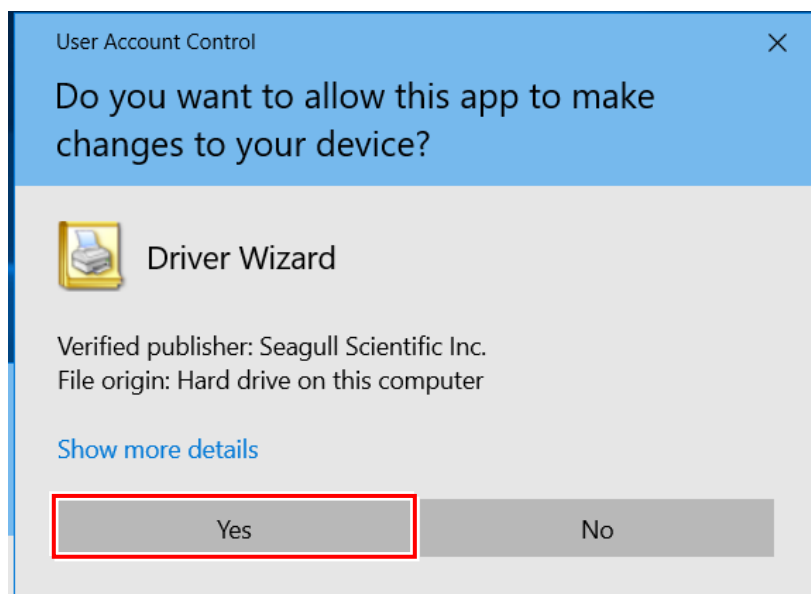 User Account Control
Do you want to allow this app to make
changes to your device?
Driver Wizard
Verified publisher: Seagull Scientific Inc.
File origin: Hard drive on this computer
Show more details
Yes
No